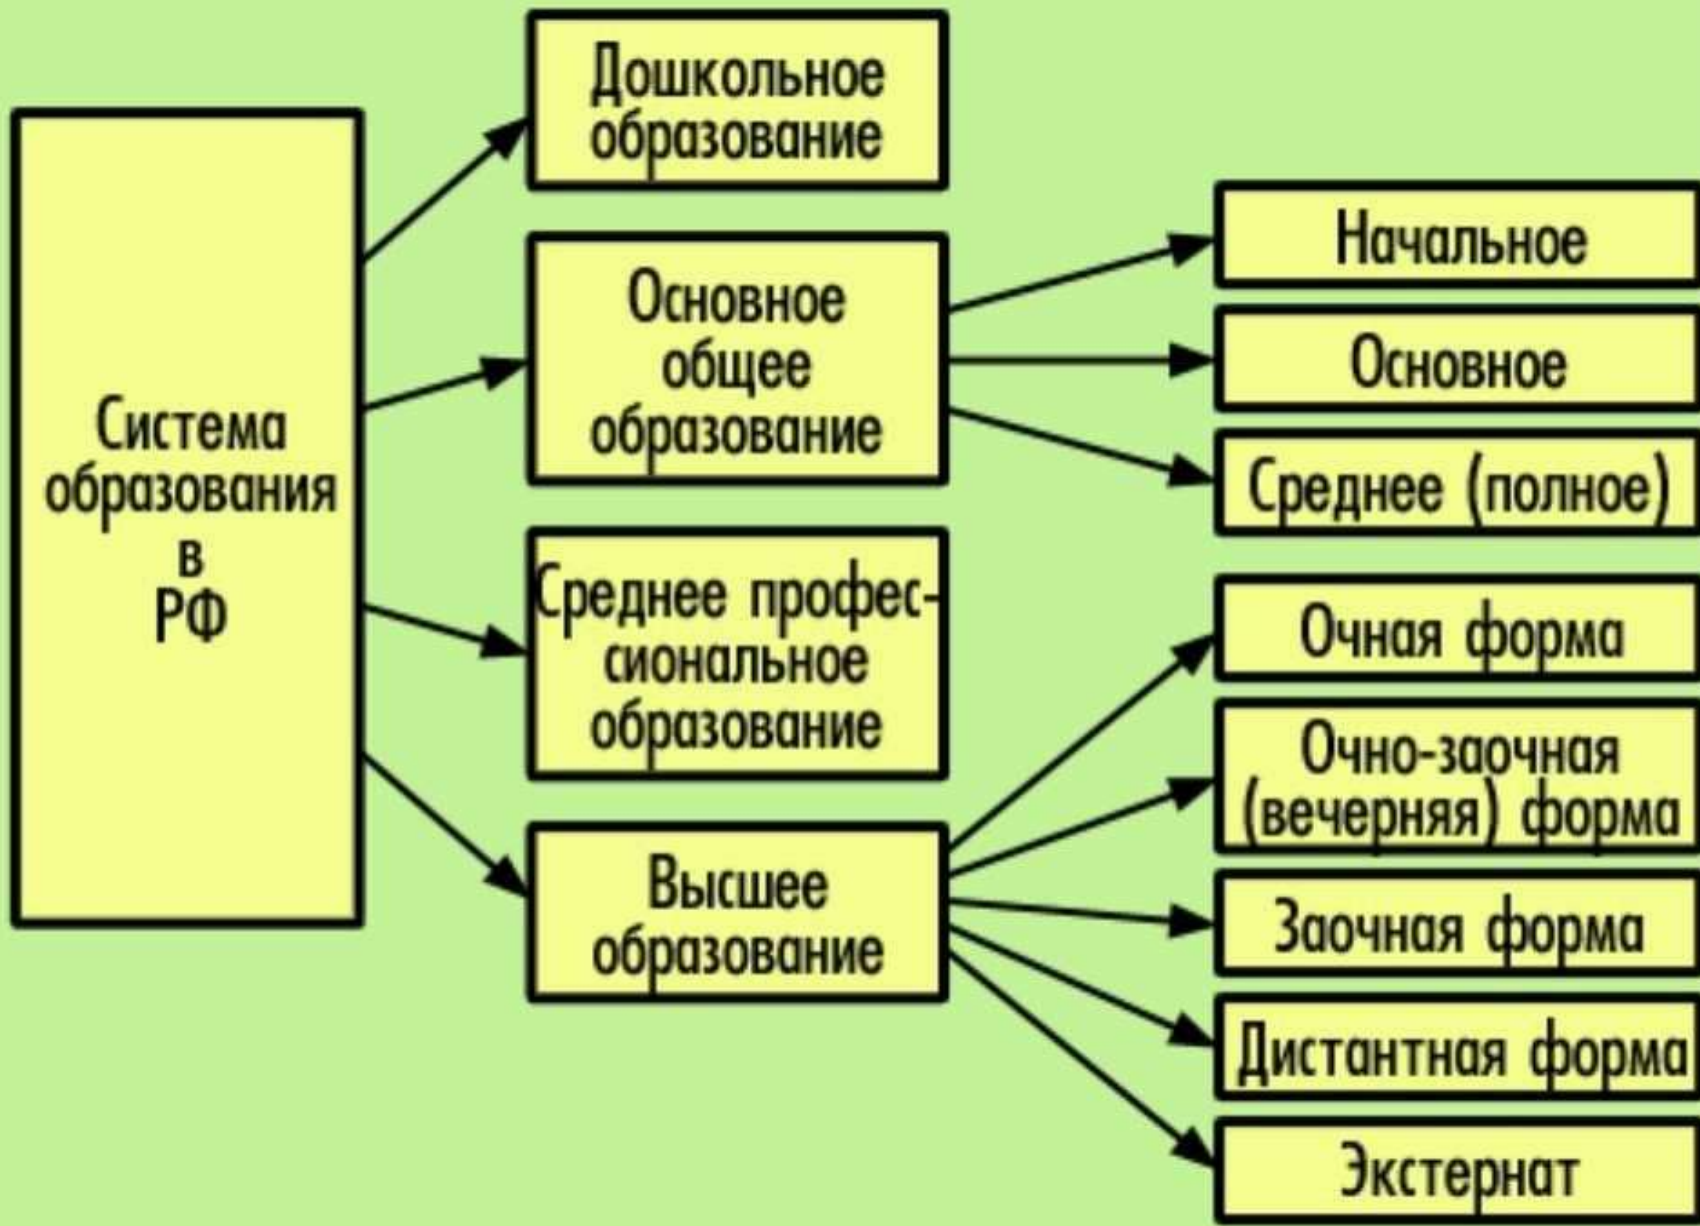 Система
образования
в
РФ
Дошкольное
образование
Основное
общее
образование
Среднее профес-
сиональное
образование
Высшее
образование
Начальное
Основное
Среднее (полное)
Очная форма
Очно-заочная
(вечерняя) форма
Заочная форма
Дистантная форма
Экстернат